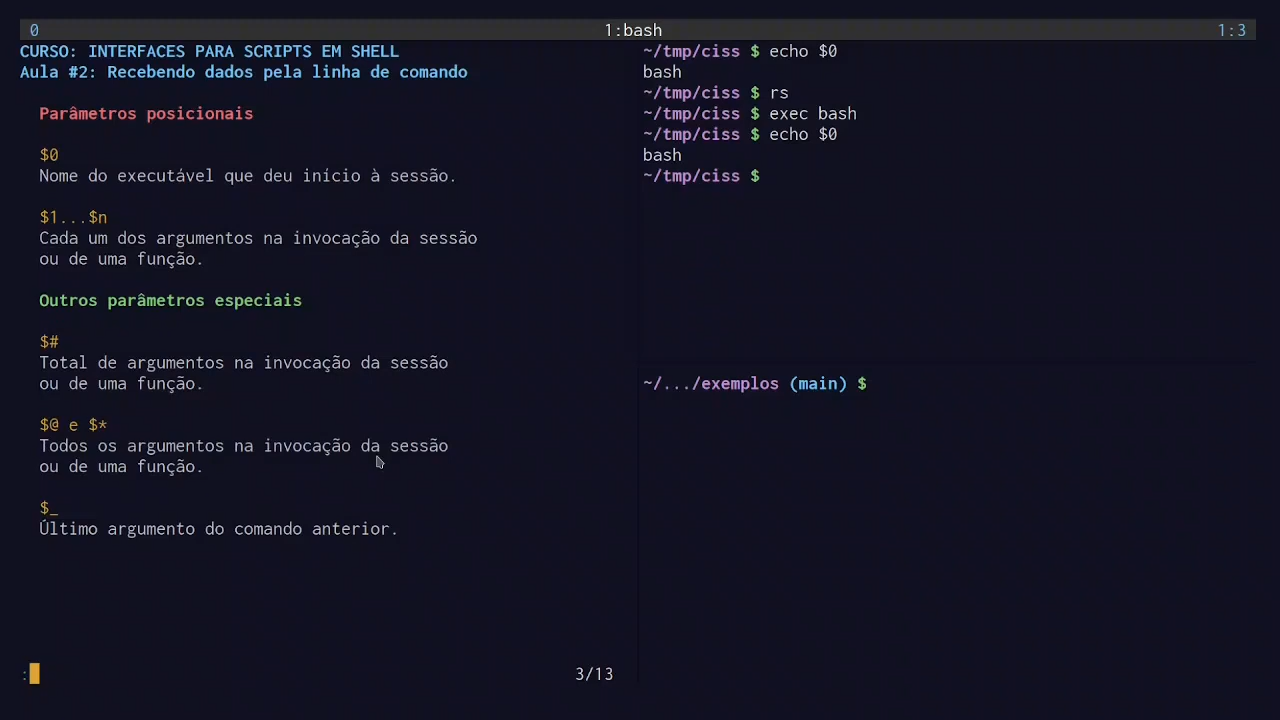 0 1:bash 1:3
CURSO: INTERFACES PARA SCRIPTS EM SHELL
Aula #2: Recebendo dados pela linha de comando
Parâmetros posicionais
$0
Nome do executável que deu início à sessão.
$1...$n
Cada um dos argumentos na invocação da sessão
ou de uma função.
Outros parâmetros especiais
$#
Total de argumentos na invocação da sessão
ou de uma função.
$@ e $*
Todos os argumentos na invocação da sessão
ou de uma função.
$_
Último argumento do comando anterior.
: 3/13
~/tmp/ciss $ echo $0
bash
~/tmp/ciss $ rs
~/tmp/ciss $ exec bash
~/tmp/ciss $ echo $0
bash
~/tmp/ciss $
~/.../exemplos (main) $